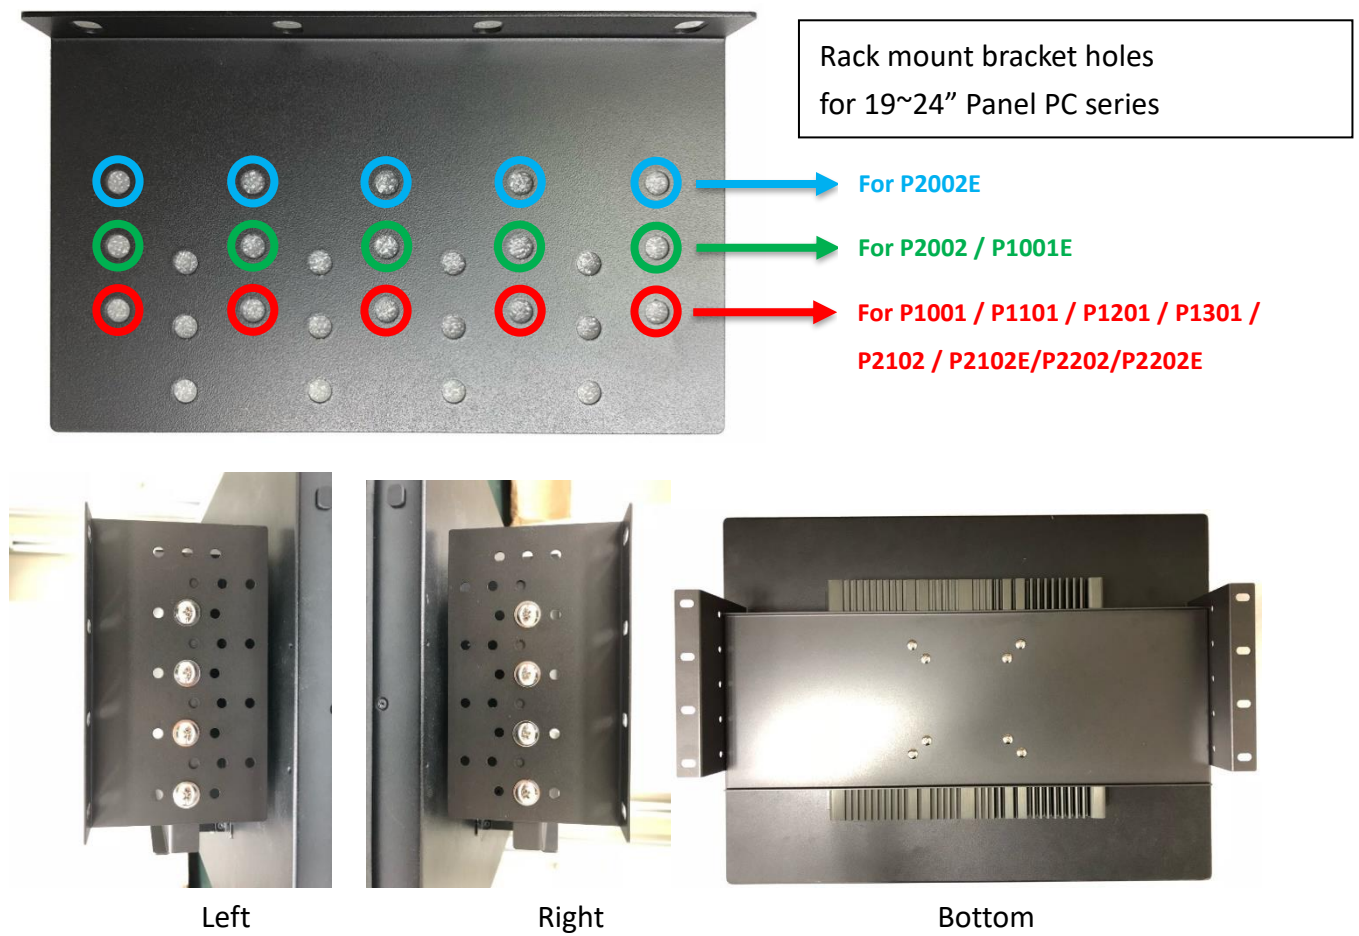 Rack mount bracket holes
for 19~24” Panel PC series
For P2002E
For P2002 / P1001E
For P1001 / P1101 / P1201 / P1301 /
P2102 / P2102E/P2202/P2202E
Left
Right
Bottom